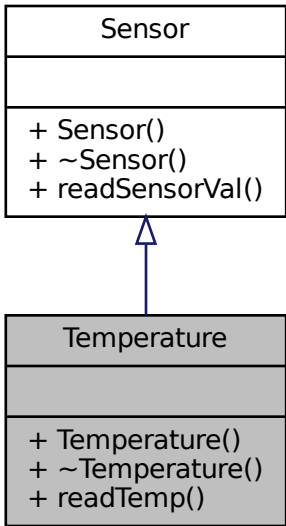 Sensor
+ Sensor()
+ ~Sensor()
+ readSensorVal()
Temperature
+ Temperature()
+ ~Temperature()
+ readTemp()